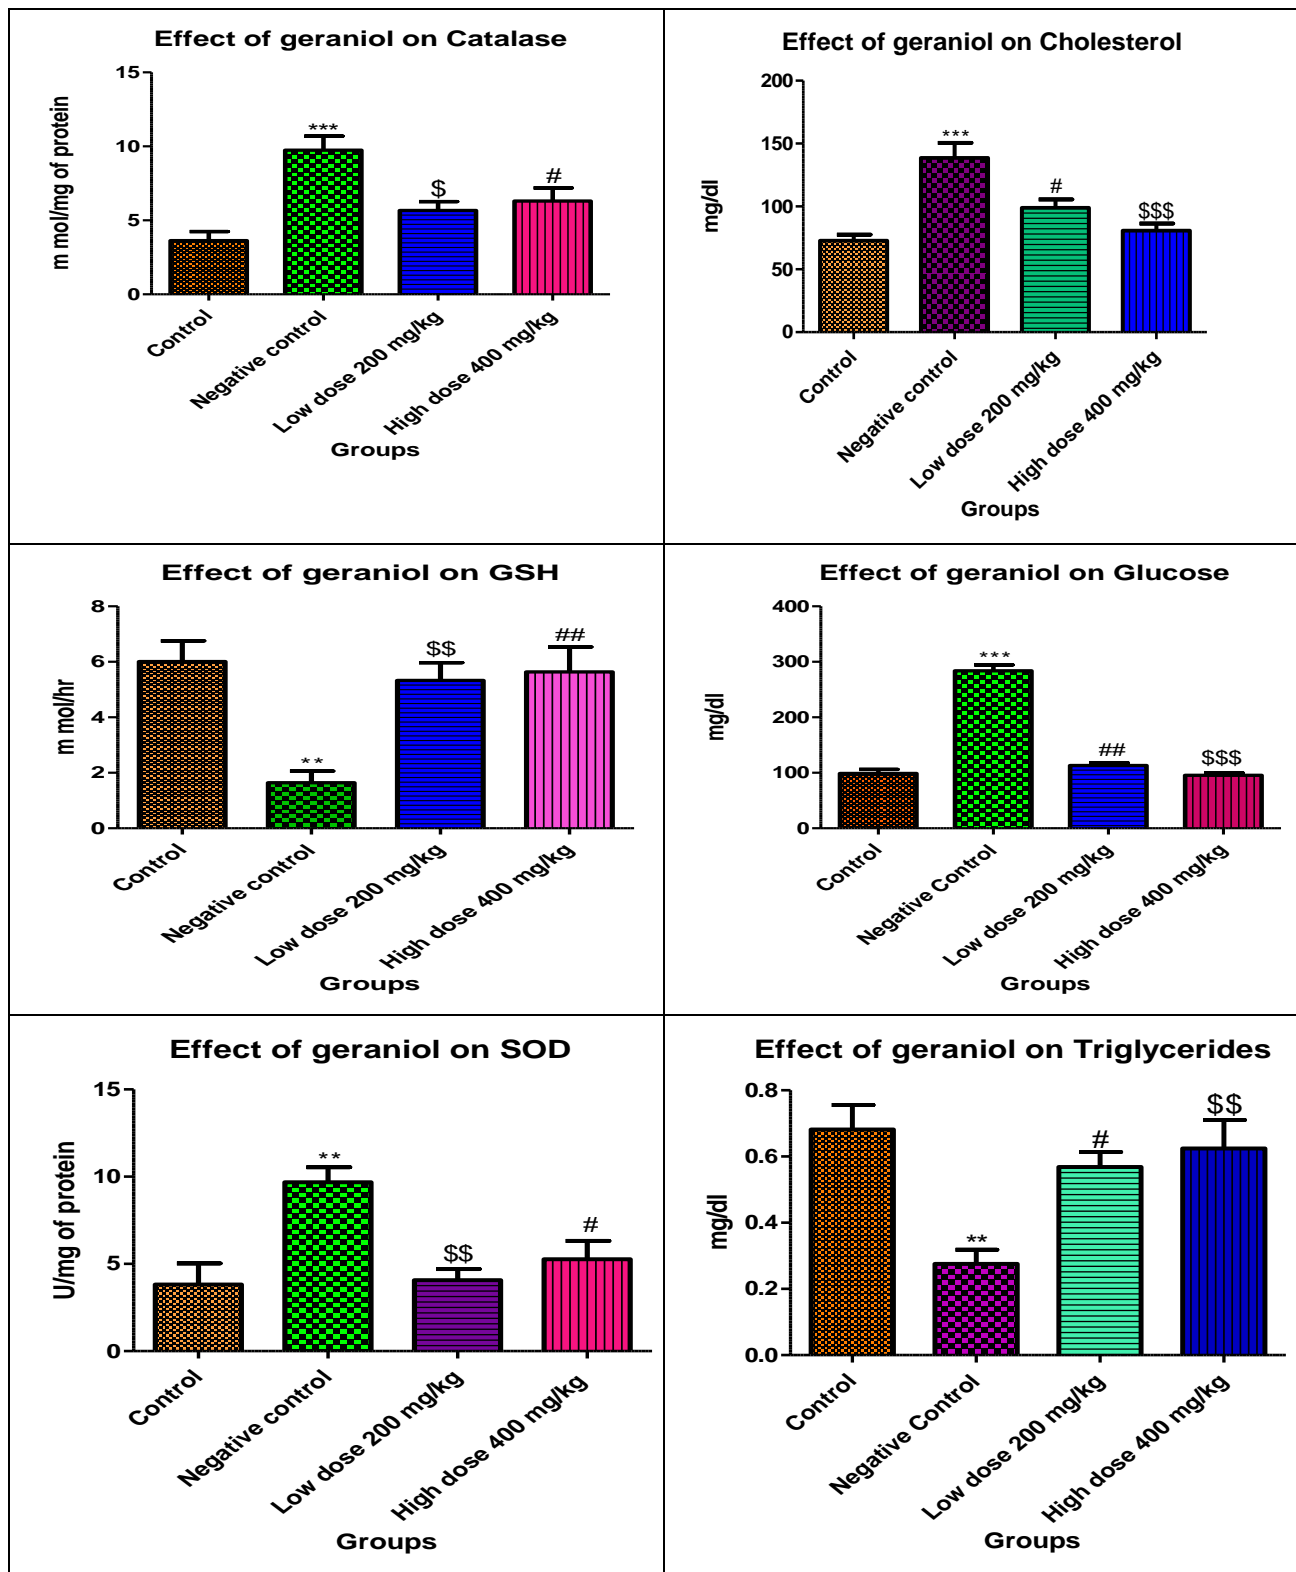 Effect of geraniol on Catalase
m mol/mg of protein
15
10
5
0
***
$
#
Control
Negative control
Low dose 200 mg/kg
High dose 400 mg/kg
Groups
Effect of geraniol on Cholesterol
mg/dl
200
150
100
50
0
***
#
$$$
Control
Negative control
Low dose 200 mg/kg
High dose 400 mg/kg
Groups
Effect of geraniol on GSH
m mol/hr
8
6
4
2
0
**
$$
##
Control
Negative control
Low dose 200 mg/kg
High dose 400 mg/kg
Groups
Effect of geraniol on Glucose
mg/dl
400
300
200
100
0
***
##
$$$
Control
Negative Control
Low dose 200 mg/kg
High dose 400 mg/kg
Groups
Effect of geraniol on SOD
U/mg of protein
15
10
5
0
**
$$
#
Control
Negative control
Low dose 200 mg/kg
High dose 400 mg/kg
Groups
Effect of geraniol on Triglycerides
mg/dl
0.8
0.6
0.4
0.2
0.0
**
#
$$
Control
Negative Control
Low dose 200 mg/kg
High dose 400 mg/kg
Groups